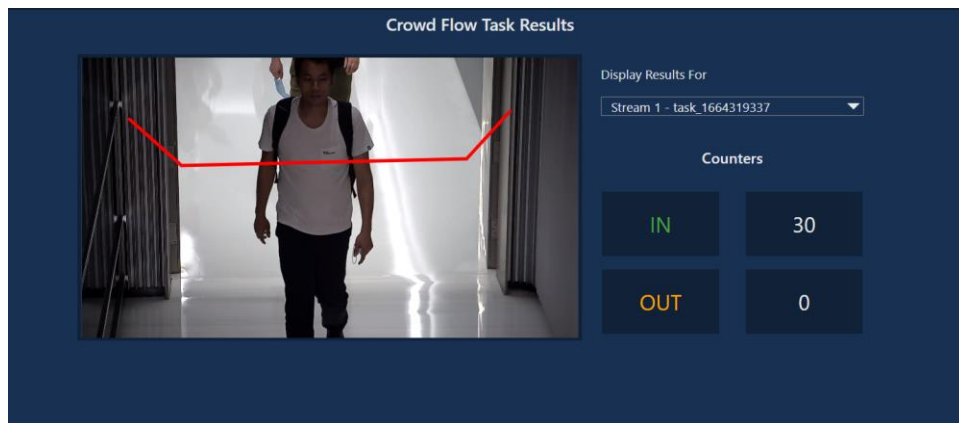 Crowd Flow Task Results
Display Results For
Stream 1 - task_1664319337
Counters
IN 30
OUT 0